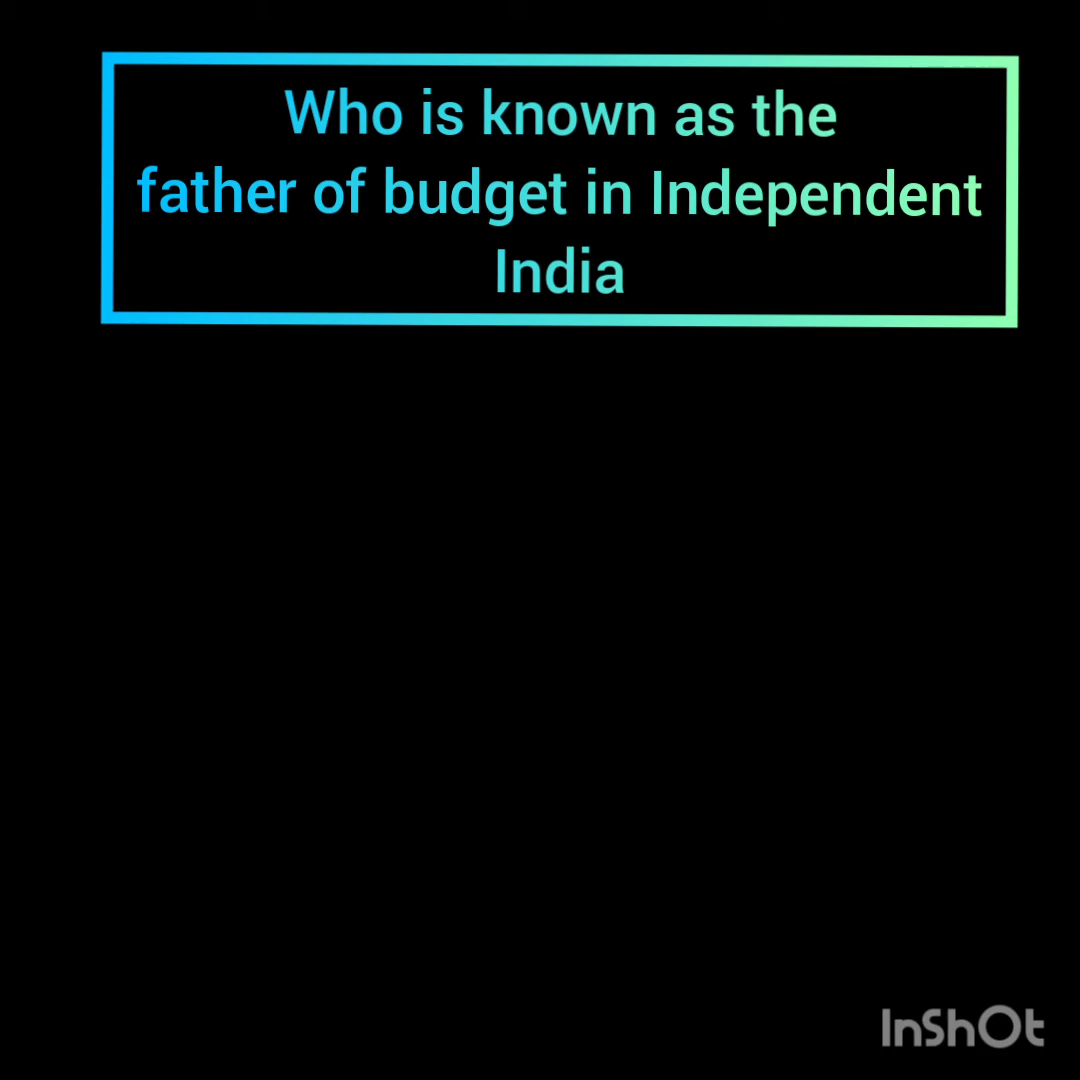 Who is known as the
father of budget in Independent
India
InShOt